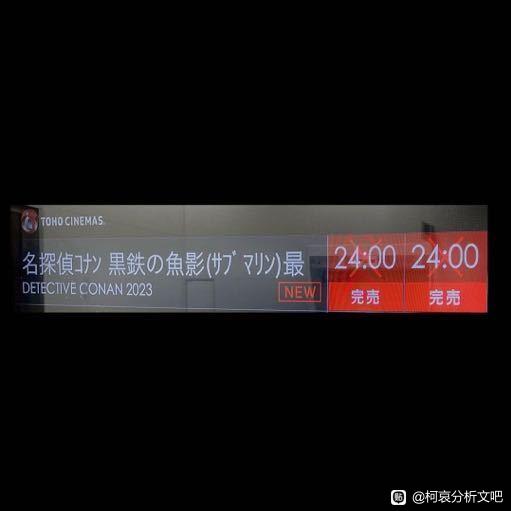 TOHO CINEMAS
名探偵ｺﾅﾝ 黒鉄の魚影(ｻﾌﾞﾏﾘﾝ)最
DETECTIVE CONAN 2023
NEW
24:00 24:00
完売 完売
贴 @柯哀分析文吧